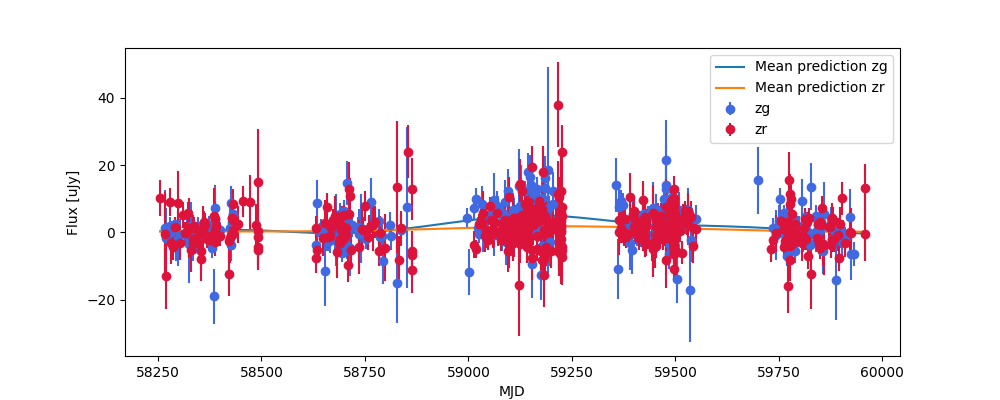 Mean prediction zg
Mean prediction zr
zg
zr
40
20
0
−20
Flux [uJy]
58250 58500 58750 59000 59250 59500 59750 60000
MJD